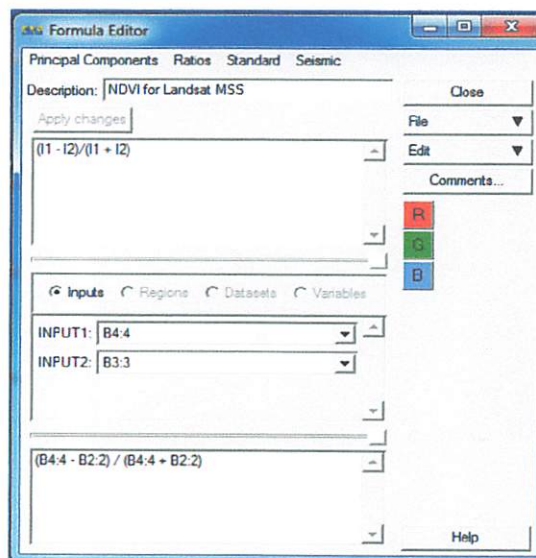 Formula Editor
Principal Components Ratios Standard Seismic
Description: NDVI for Landsat MSS
Close
Apply changes
File
(I1 - I2)/(I1 + I2)
Edit
Comments...
R
G
B
Inputs Regions Datasets Variables
INPUT1: B4:4
INPUT2: B3:3
(B4:4 - B2:2) / (B4:4 + B2:2)
Help